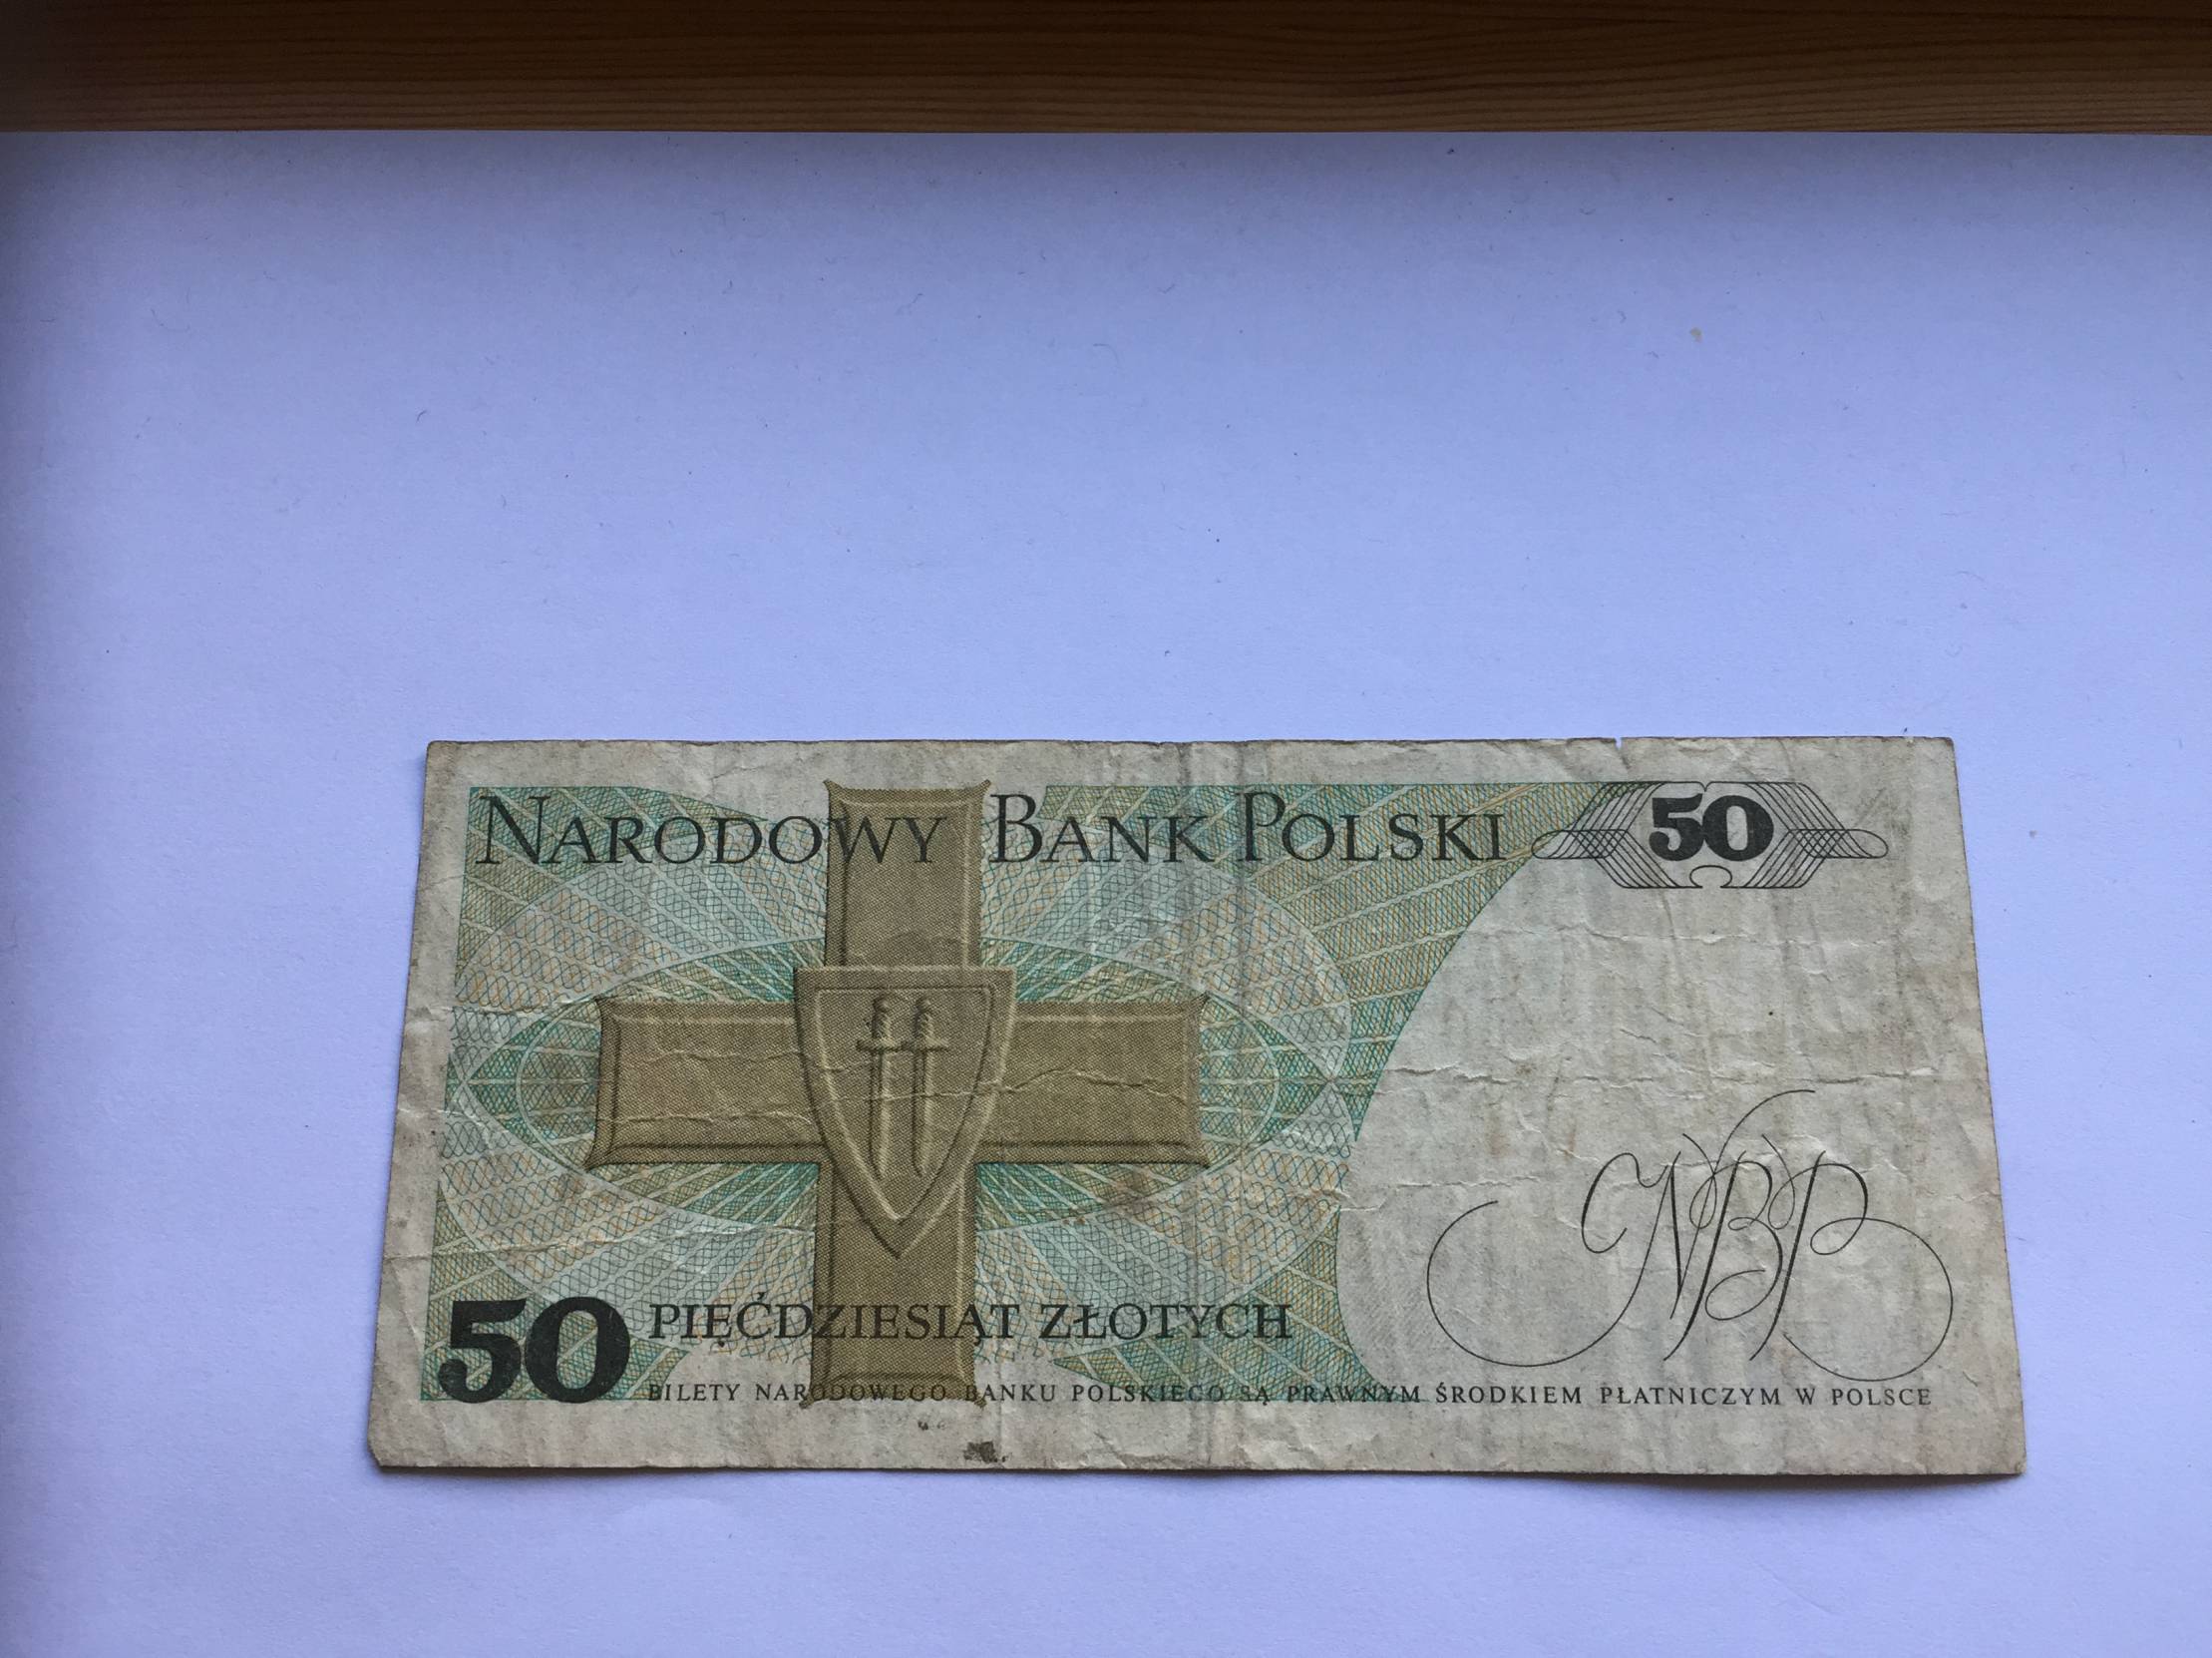 NARODOWY BANK POLSKI 50
NBP
50 PIĘĆDZIESIĄT ZŁOTYCH
BILETY NARODOWEGO BANKU POLSKIEGO SĄ PRAWNYM ŚRODKIEM PŁATNICZYM W POLSCE